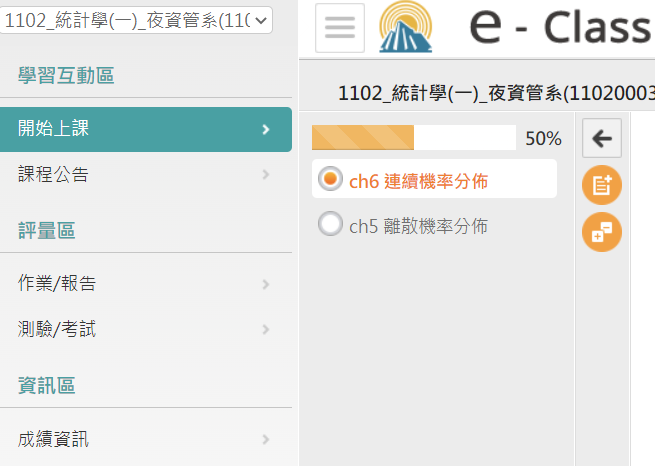 1102_統計學(一)_夜資管系(110
學習互動區
開始上課
課程公告
評量區
作業/報告
測驗/考試
資訊區
成績資訊
e - Class
1102_統計學(一)_夜資管系(11020003
50%
ch6 連續機率分佈
ch5 離散機率分佈